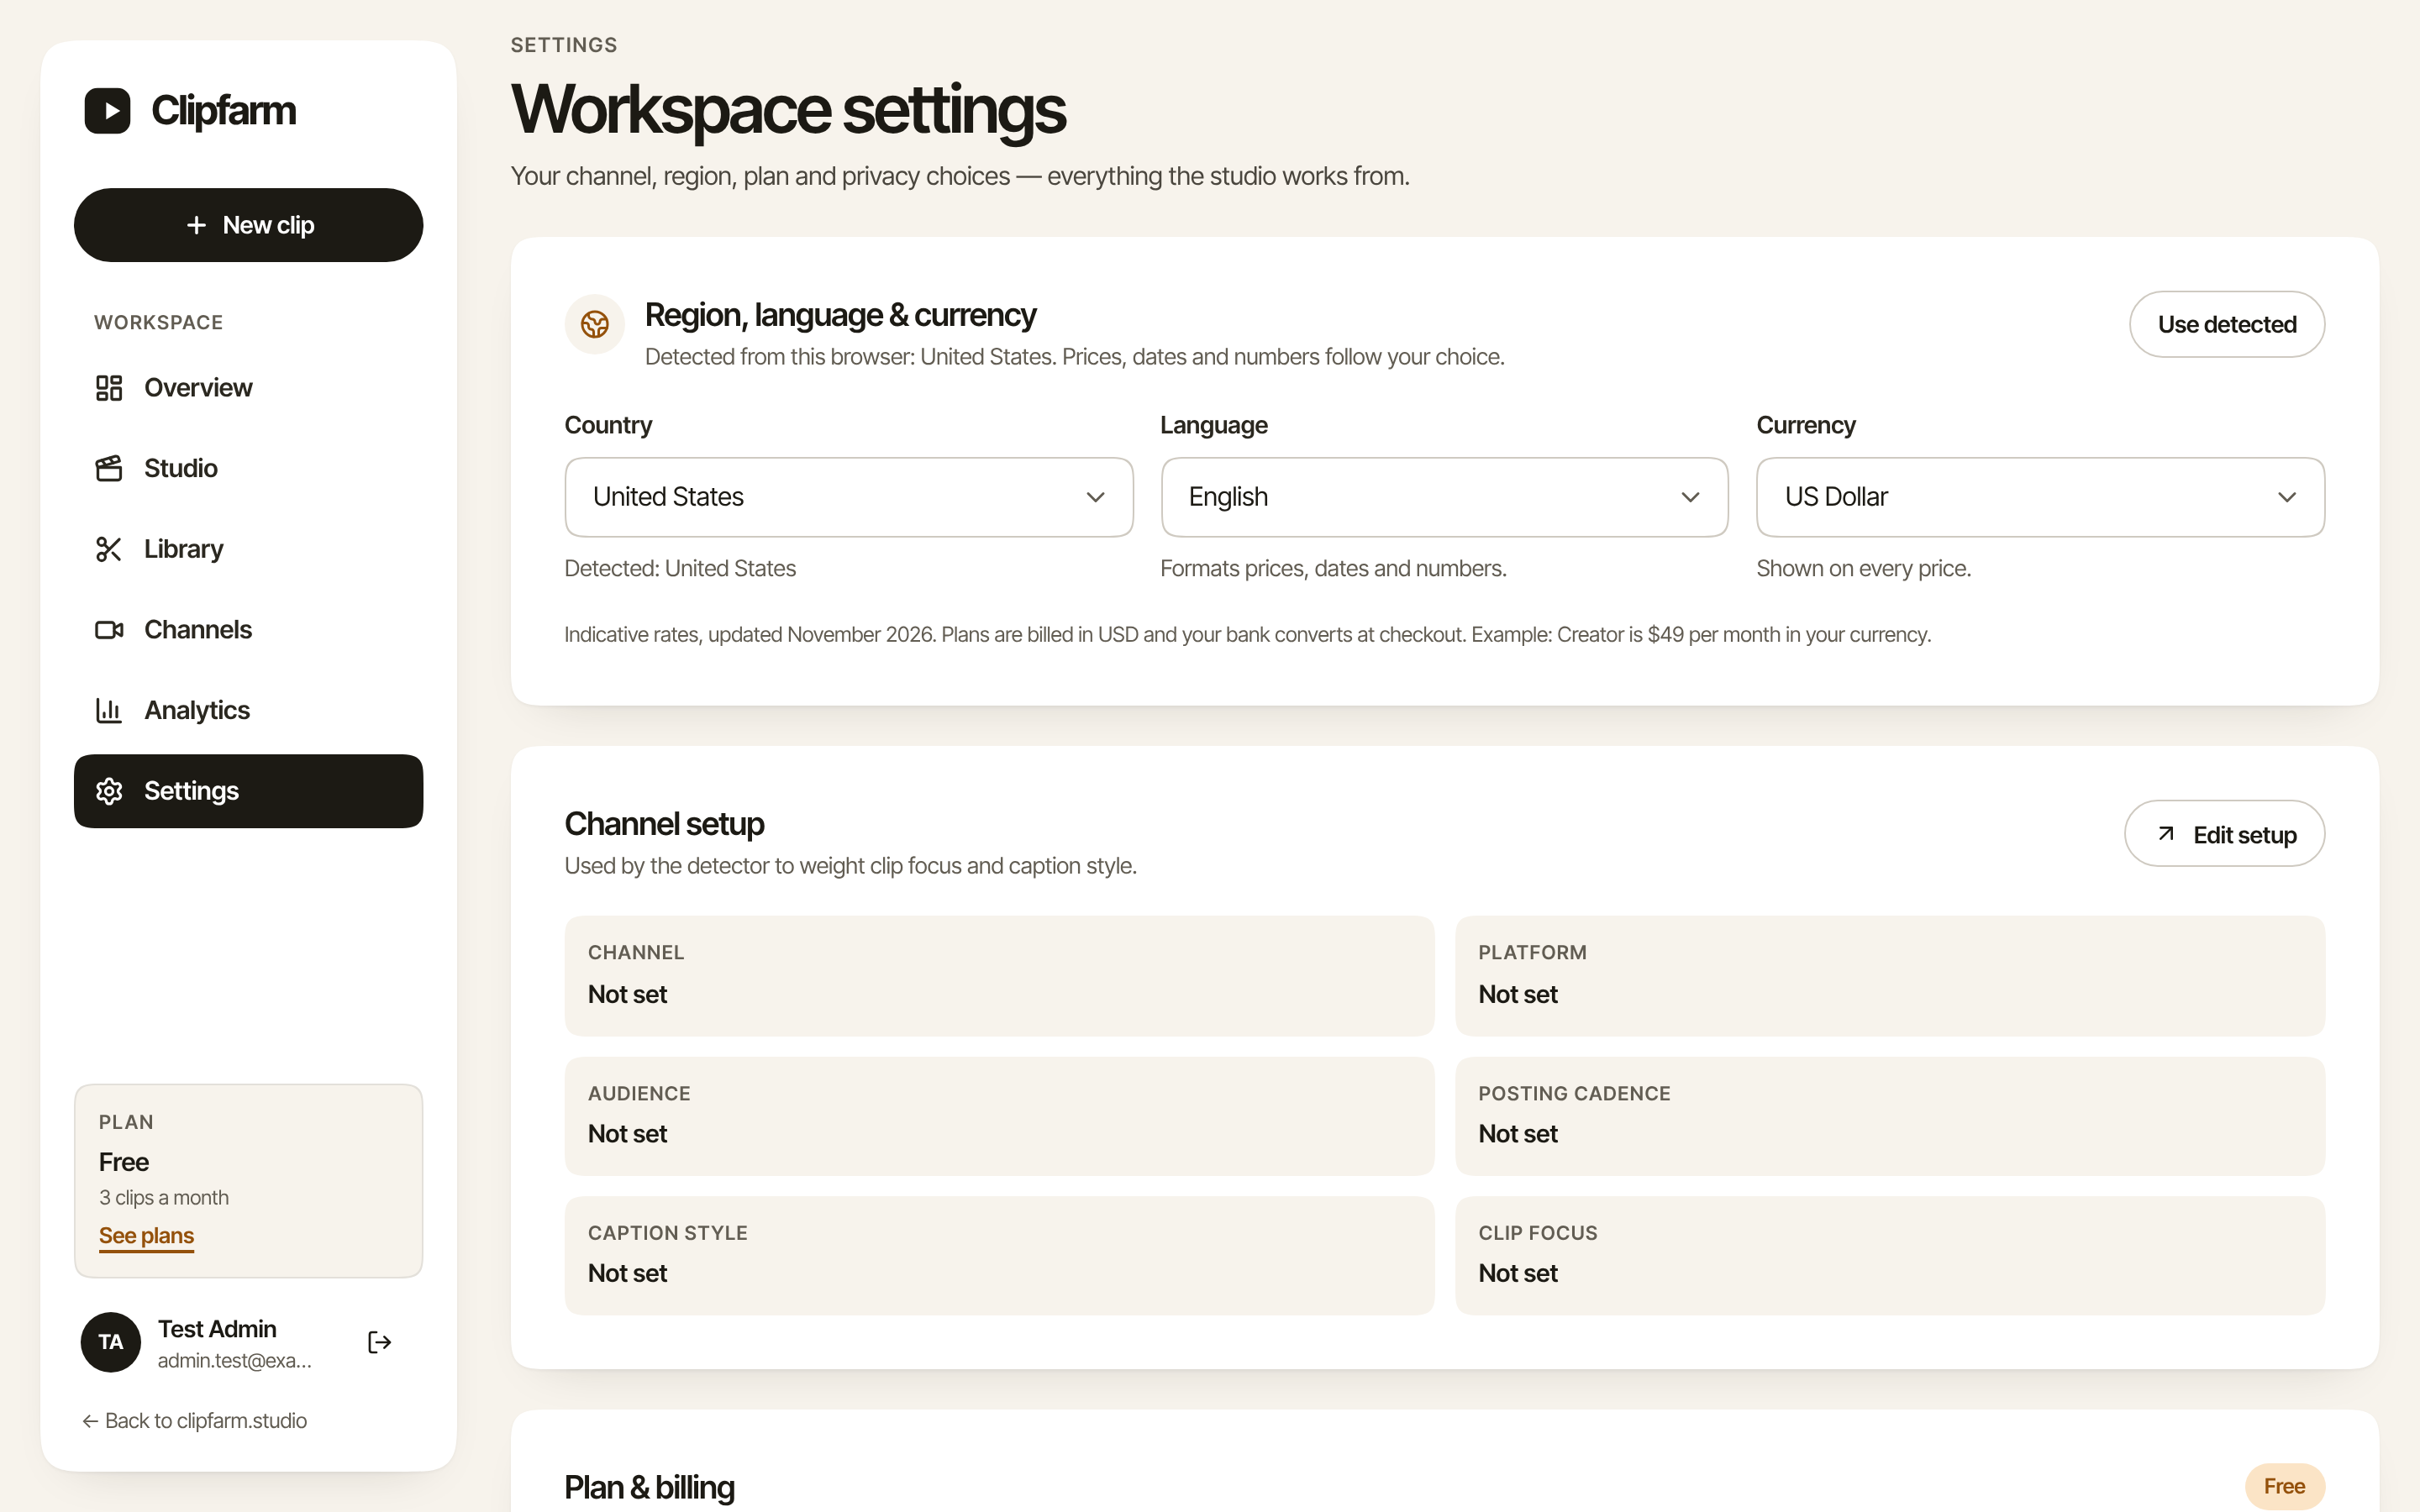 Clipfarm
New clip
WORKSPACE
Overview
Studio
Library
Channels
Analytics
Settings
PLAN
Free
3 clips a month
See plans
TA
Test Admin
admin.test@exa...
← Back to clipfarm.studio
SETTINGS
Workspace settings
Your channel, region, plan and privacy choices — everything the studio works from.
Region, language & currency
Detected from this browser: United States. Prices, dates and numbers follow your choice.
Use detected
Country
Language
Currency
United States
English
US Dollar
Detected: United States
Formats prices, dates and numbers.
Shown on every price.
Indicative rates, updated November 2026. Plans are billed in USD and your bank converts at checkout. Example: Creator is $49 per month in your currency.
Channel setup
Used by the detector to weight clip focus and caption style.
Edit setup
CHANNEL
Not set
PLATFORM
Not set
AUDIENCE
Not set
POSTING CADENCE
Not set
CAPTION STYLE
Not set
CLIP FOCUS
Not set
Plan & billing
Free